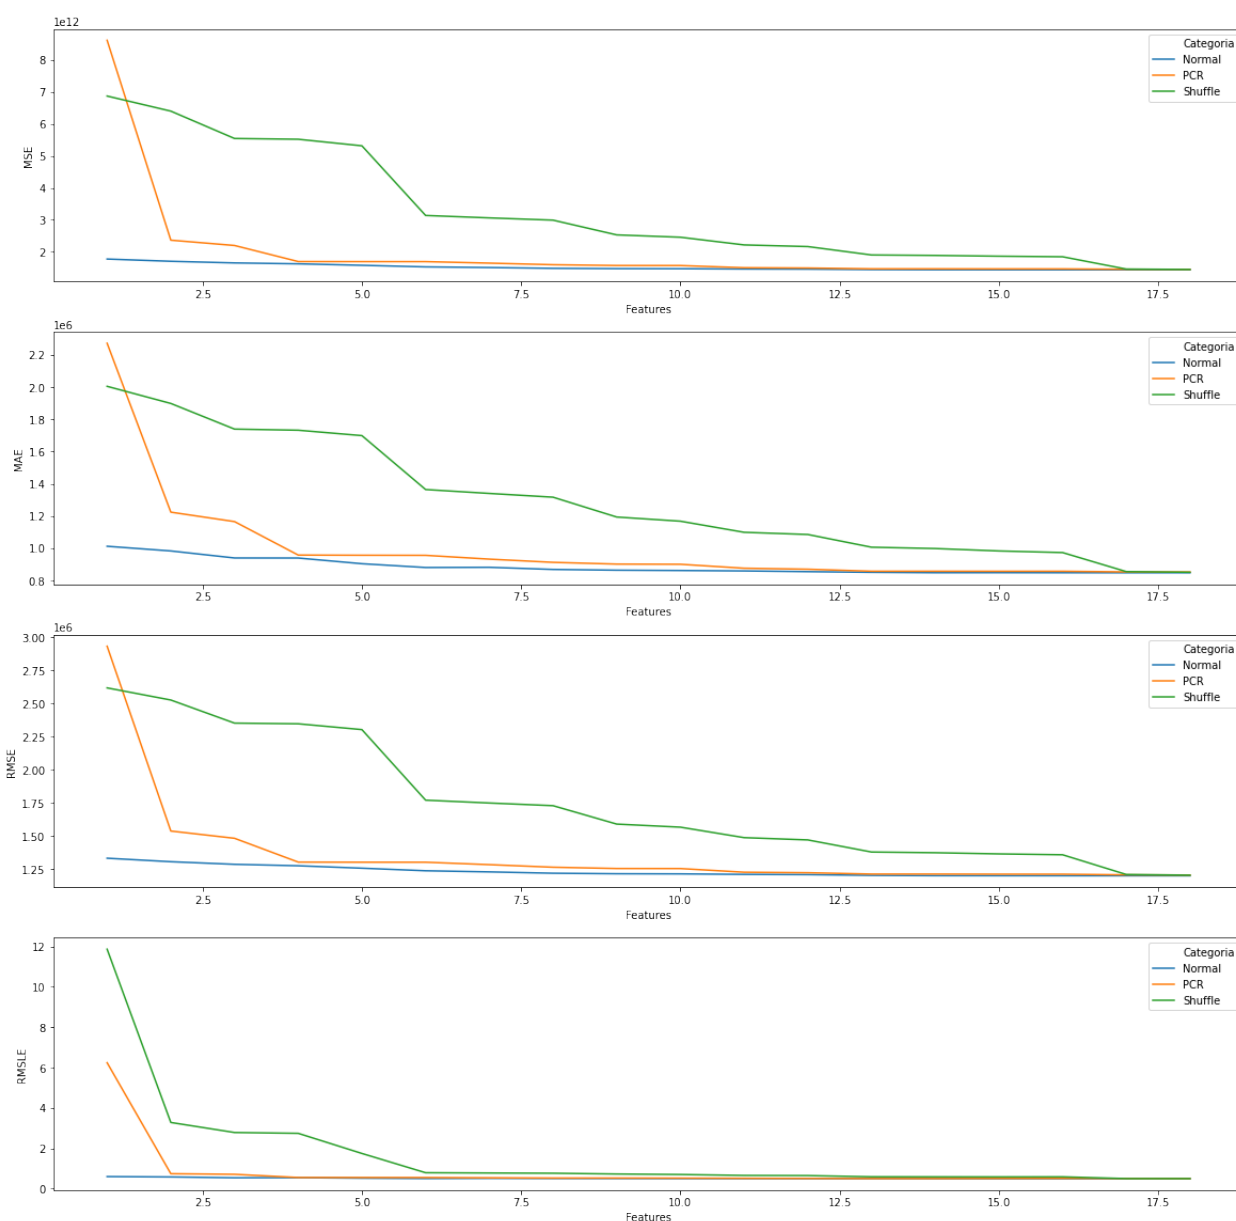 1e12
MSE
8
7
6
5
4
3
2
2.5 5.0 7.5 10.0 12.5 15.0 17.5
Features
Categoria
Normal
PCR
Shuffle
1e6
MAE
2.2
2.0
1.8
1.6
1.4
1.2
1.0
0.8
2.5 5.0 7.5 10.0 12.5 15.0 17.5
Features
Categoria
Normal
PCR
Shuffle
1e6
RMSE
3.00
2.75
2.50
2.25
2.00
1.75
1.50
1.25
2.5 5.0 7.5 10.0 12.5 15.0 17.5
Features
Categoria
Normal
PCR
Shuffle
RMSLE
12
10
8
6
4
2
0
2.5 5.0 7.5 10.0 12.5 15.0 17.5
Features
Categoria
Normal
PCR
Shuffle